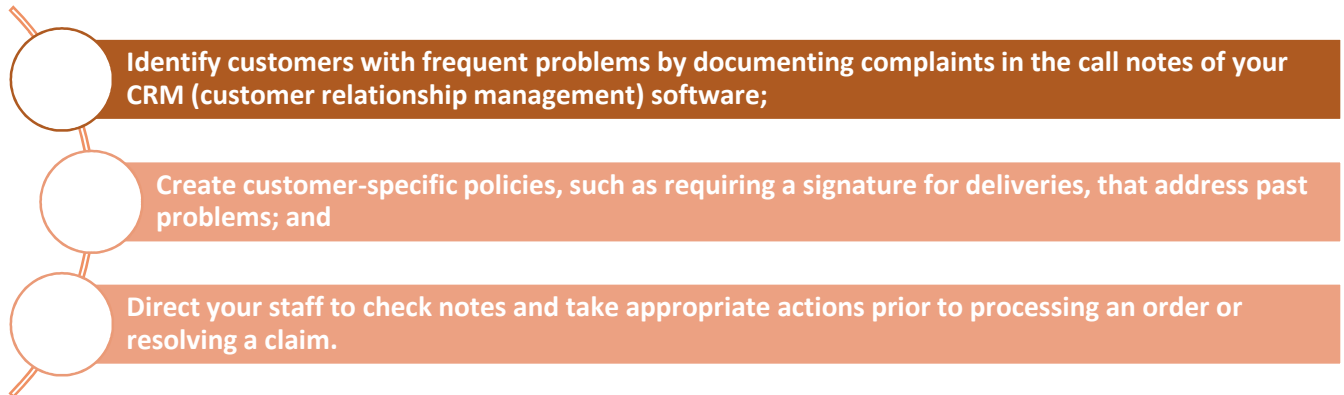 Identify customers with frequent problems by documenting complaints in the call notes of your
CRM (customer relationship management) software;
Create customer-specific policies, such as requiring a signature for deliveries, that address past
problems; and
Direct your staff to check notes and take appropriate actions prior to processing an order or
resolving a claim.